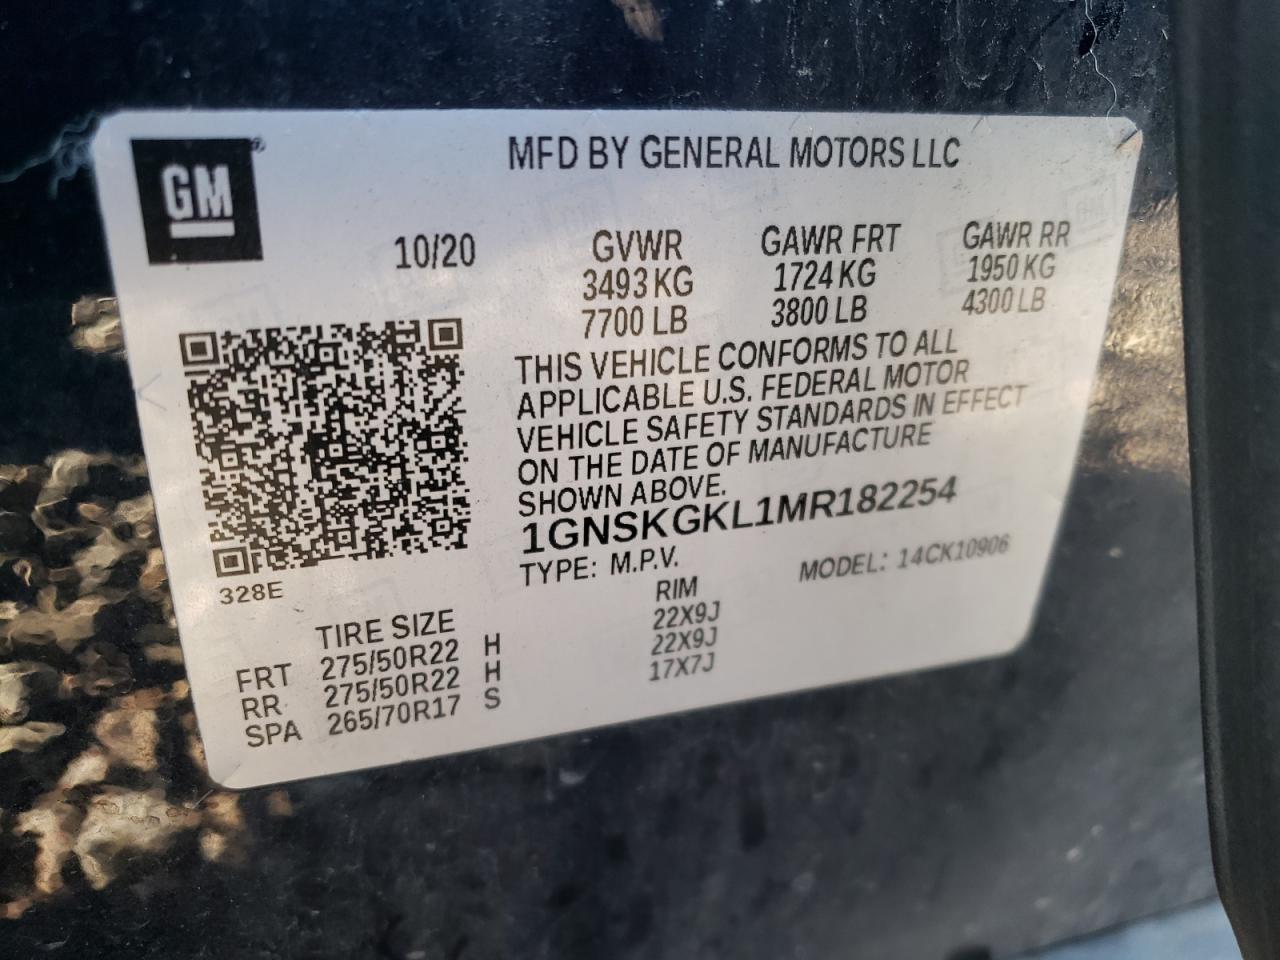 GM
MFD BY GENERAL MOTORS LLC
10/20
GVWR GAWR FRT GAWR RR
3493 KG 1724 KG 1950 KG
7700 LB 3800 LB 4300 LB
THIS VEHICLE CONFORMS TO ALL
APPLICABLE U.S. FEDERAL MOTOR
VEHICLE SAFETY STANDARDS IN EFFECT
ON THE DATE OF MANUFACTURE
SHOWN ABOVE.
1GNSKGKL1MR182254
TYPE: M.P.V. MODEL: 14CK10906
328E
TIRE SIZE RIM
FRT 275/50R22 H 22X9J
RR 275/50R22 H 22X9J
SPA 265/70R17 S 17X7J